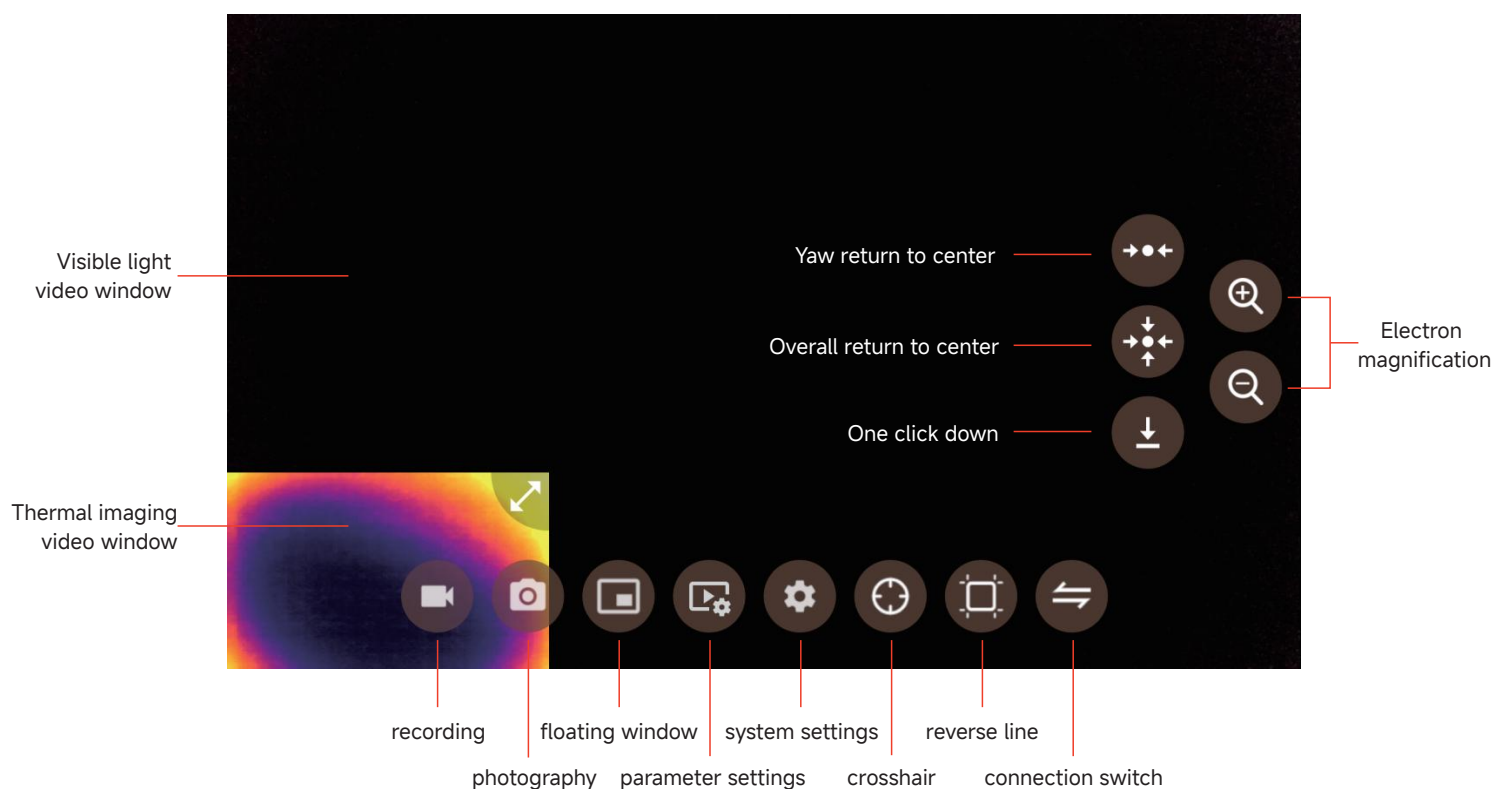 Yaw return to center
Visible light
video window
Overall return to center
Electron
magnification
One click down
Thermal imaging
video window
recording
floating window
system settings
reverse line
photography
parameter settings
crosshair
connection switch